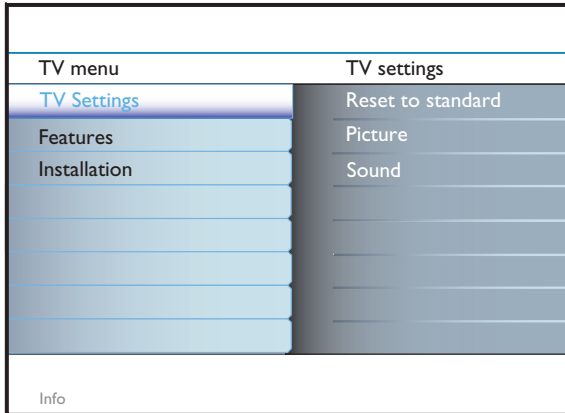 TV menu
TV settings
TV Settings
Reset to standard
Features
Picture
Installation
Sound
Info